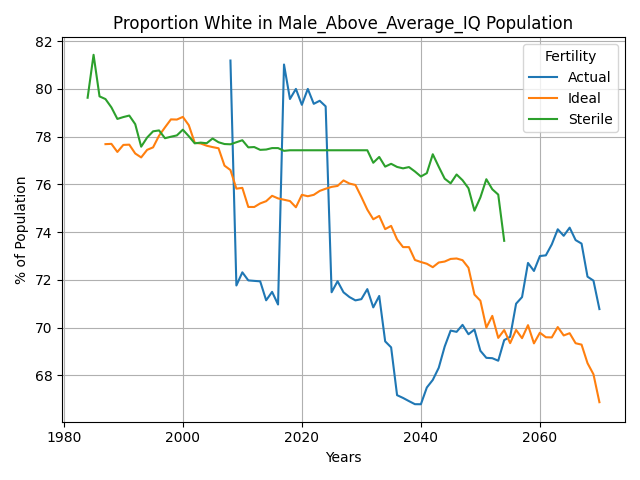 Proportion White in Male_Above_Average_IQ Population
Fertility
Actual
Ideal
Sterile
% of Population
82
80
78
76
74
72
70
68
1980
2000
2020
2040
2060
Years